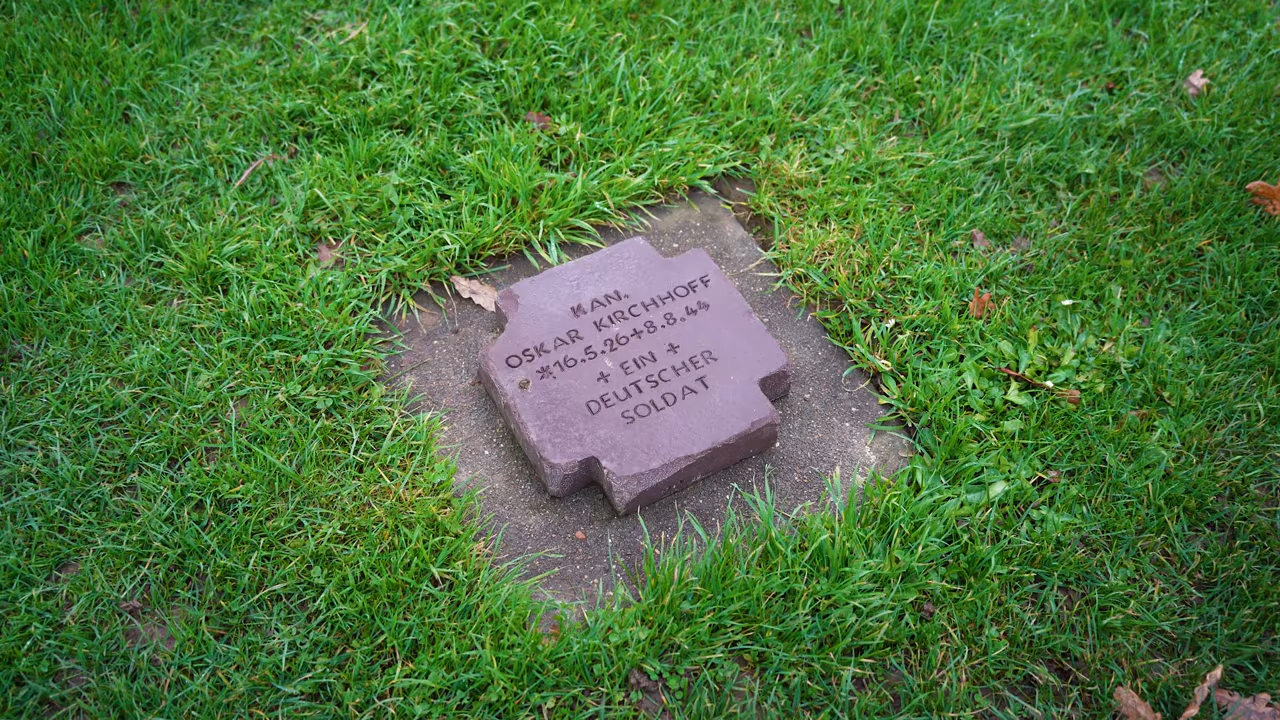 KAN.
OSKAR KIRCHHOFF
*16.5.26+8.8.44
+ EIN +
DEUTSCHER
SOLDAT